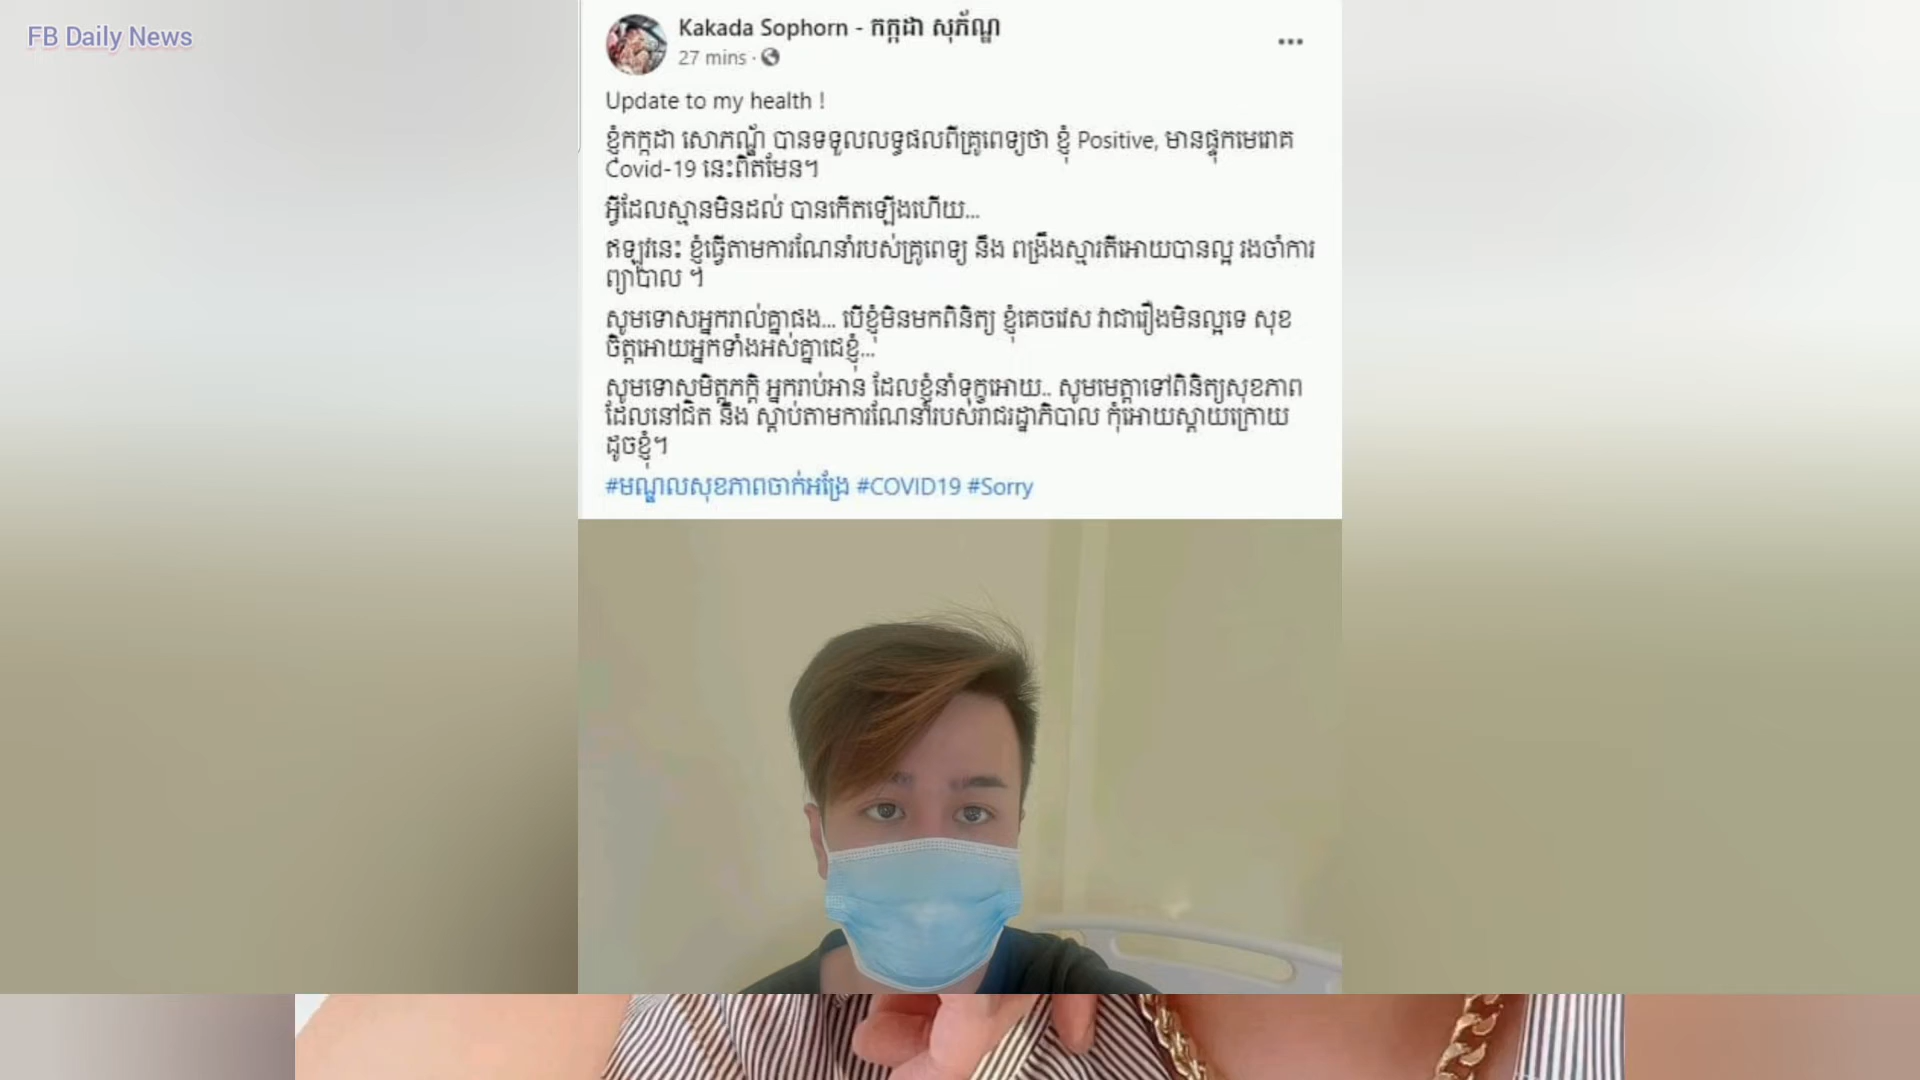 FB Daily News
Kakada Sophorn - កក្កដា សុភ័ណ្ឌ
27 mins ·
Update to my health !
ខ្ញុំកក្កដា សោភណ្ឌ័ បានទទួលលទ្ធផលពីគ្រូពេទ្យថា ខ្ញុំ Positive, មានផ្ទុកមេរោគ
Covid-19 នេះពិតមែន។
អ្វីដែលស្មានមិនដល់ បានកើតឡើងហើយ...
ឥឡូវនេះ ខ្ញុំធ្វើតាមការណែនាំរបស់គ្រូពេទ្យ នឹង ពង្រឹងស្មារតីអោយបានល្អ រងចាំការ
ព្យាបាល ។
សូមទោសអ្នករាល់គ្នាផង... បើខ្ញុំមិនមកពិនិត្យ ខ្ញុំគេចវេស វាជារឿងមិនល្អទេ សុខ
ចិត្តអោយអ្នកទាំងអស់គ្នាជេខ្ញុំ...
សូមទោសមិត្តភក្តិ អ្នករាប់អាន ដែលខ្ញុំនាំទុក្ខអោយ.. សូមមេត្តាទៅពិនិត្យសុខភាព
ដែលនៅជិត នឹង ស្តាប់តាមការណែនាំរបស់រាជរដ្ឋាភិបាល កុំអោយស្តាយក្រោយ
ដូចខ្ញុំ។
#មណ្ឌលសុខភាពចាក់អង្រែ #COVID19 #Sorry